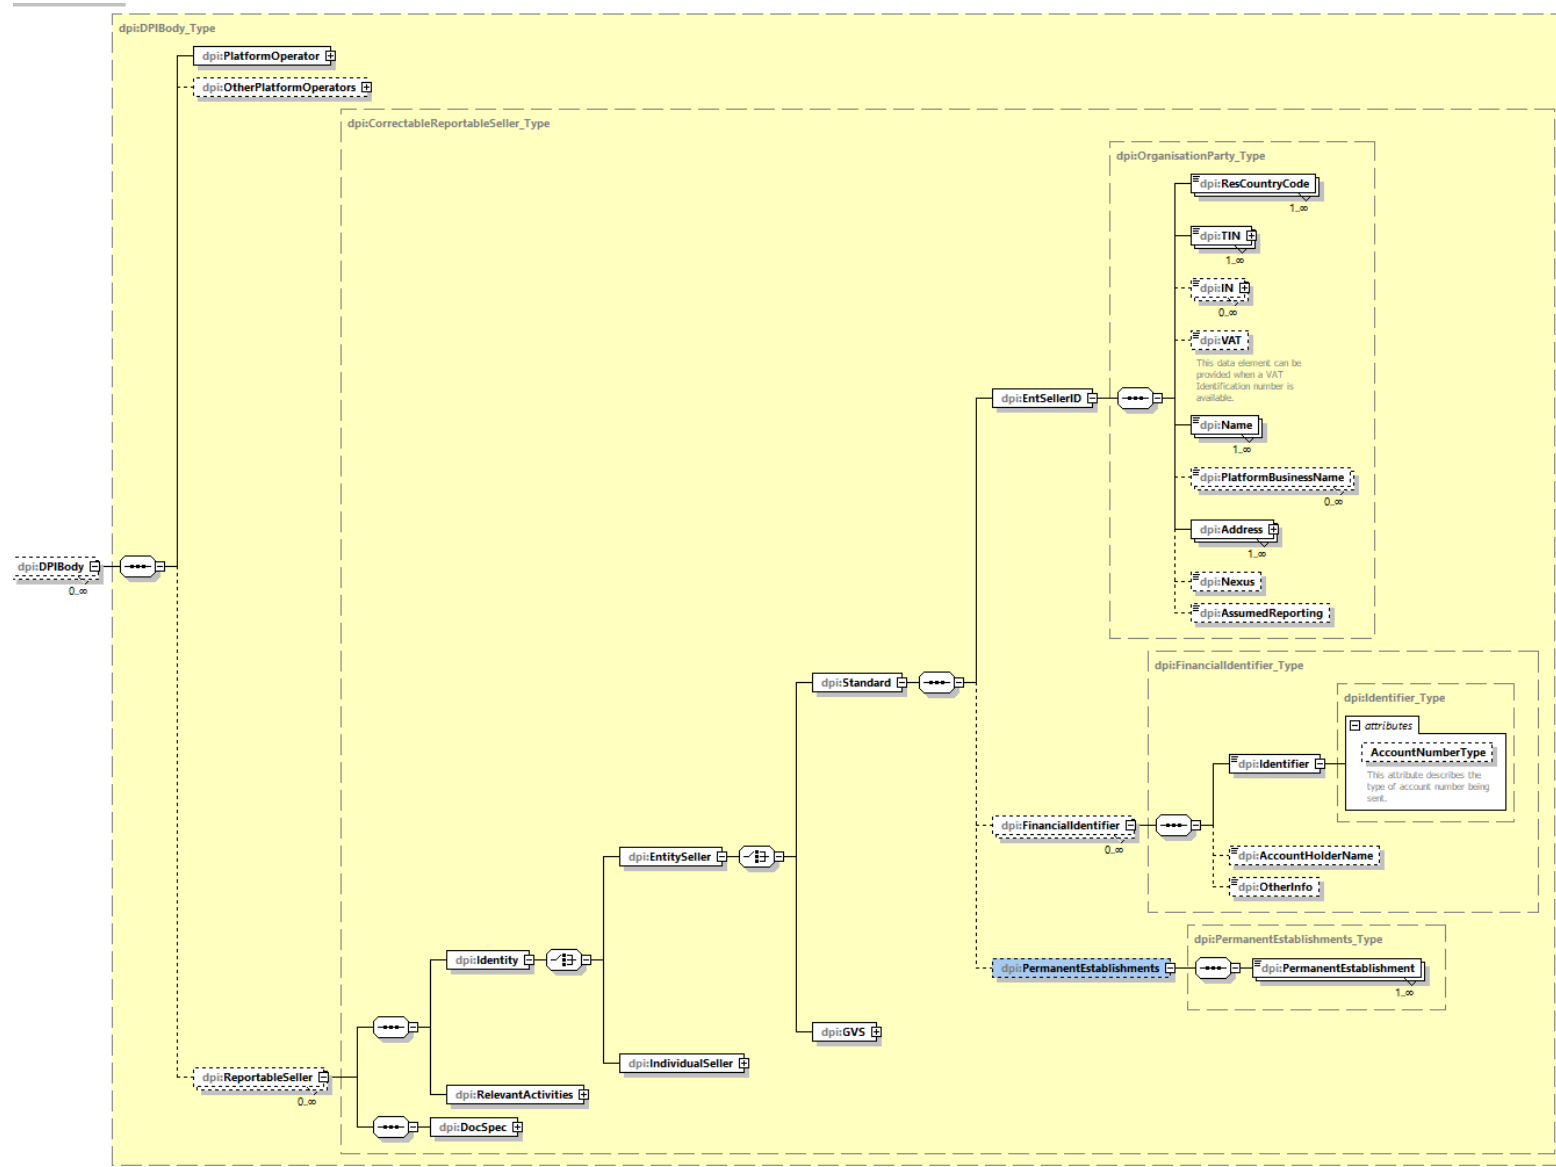 dpi:DPIBody_Type
dpi:PlatformOperator
dpi:OtherPlatformOperators
dpi:CorrectableReportableSeller_Type
dpi:OrganisationParty_Type
dpi:ResCountryCode
1..∞
dpi:TIN
1..∞
dpi:IN
0..∞
dpi:VAT
This data element can be
provided when a VAT
Identification number is
available.
dpi:EntSellerID
dpi:Name
1..∞
dpi:PlatformBusinessName
0..∞
dpi:Address
1..∞
dpi:DPIBody
0..∞
dpi:Nexus
dpi:AssumedReporting
dpi:FinancialIdentifier_Type
dpi:Standard
dpi:Identifier_Type
attributes
AccountNumberType
dpi:Identifier
This attribute describes the
type of account number being
sent.
dpi:FinancialIdentifier
0..∞
dpi:EntitySeller
dpi:AccountHolderName
dpi:OtherInfo
dpi:PermanentEstablishments_Type
dpi:Identity
dpi:PermanentEstablishments
dpi:PermanentEstablishment
1..∞
dpi:GVS
dpi:IndividualSeller
dpi:ReportableSeller
0..∞
dpi:RelevantActivities
dpi:DocSpec